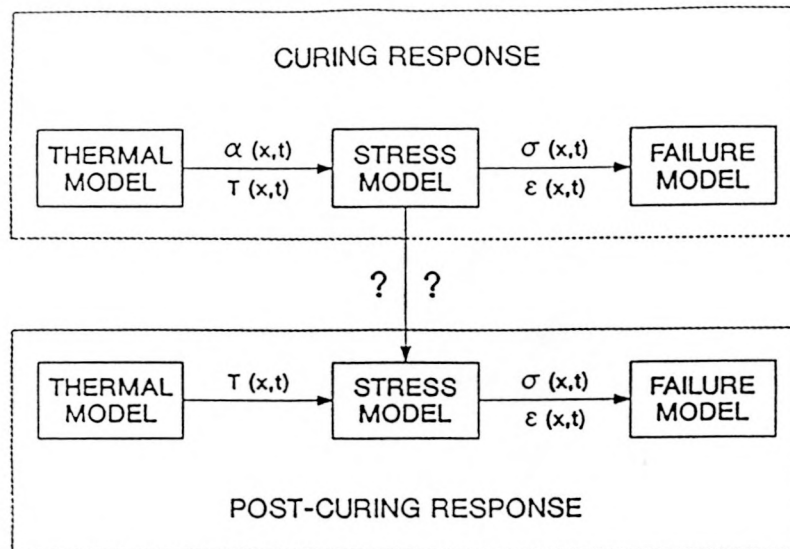 CURING RESPONSE
THERMAL
MODEL
α (x,t)
T (x,t)
STRESS
MODEL
σ (x,t)
ε (x,t)
FAILURE
MODEL
? ?
THERMAL
MODEL
T (x,t)
STRESS
MODEL
σ (x,t)
ε (x,t)
FAILURE
MODEL
POST-CURING RESPONSE